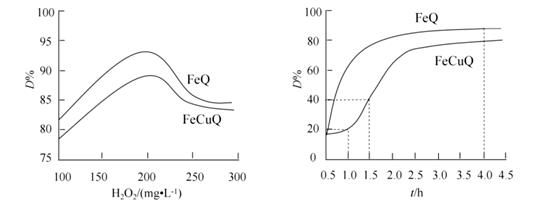 100
95
90
85
80
75
D%
FeQ
FeCuQ
100 150 200 250 300
H₂O₂/(mg•L⁻¹)
100
80
60
40
20
0
D%
FeQ
FeCuQ
0.5 1.0 1.5 2.0 2.5 3.0 3.5 4.0 4.5
t/h